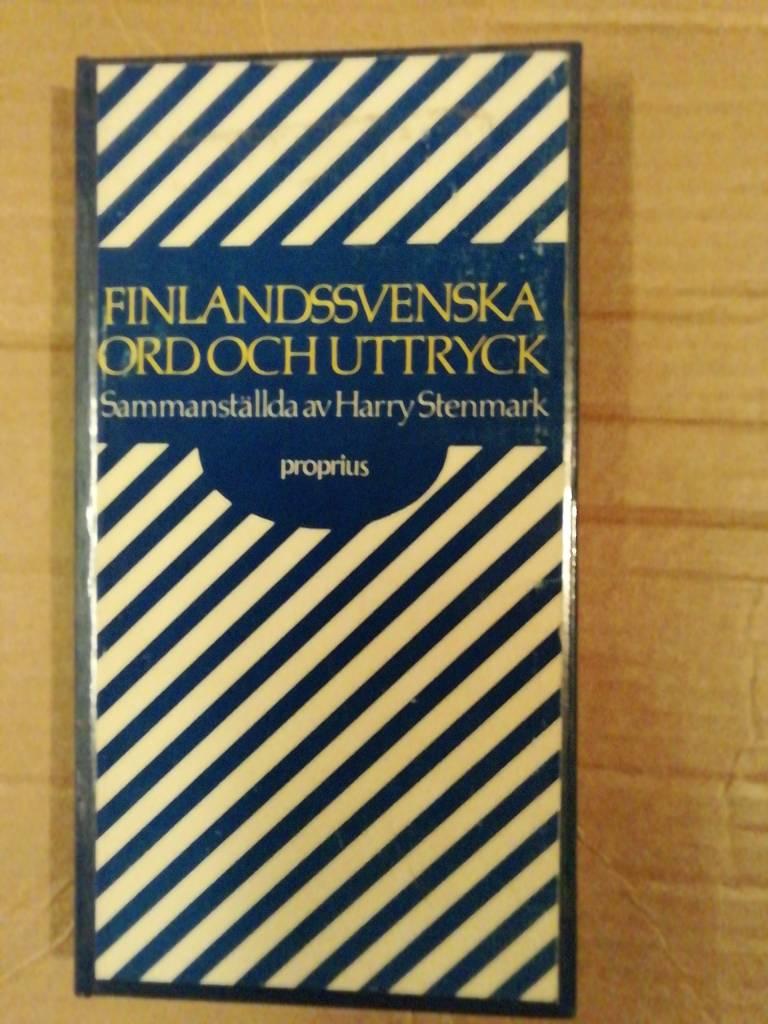 FINLANDSSVENSKA
ORD OCH UTTRYCK
Sammanställda av Harry Stenmark
proprius